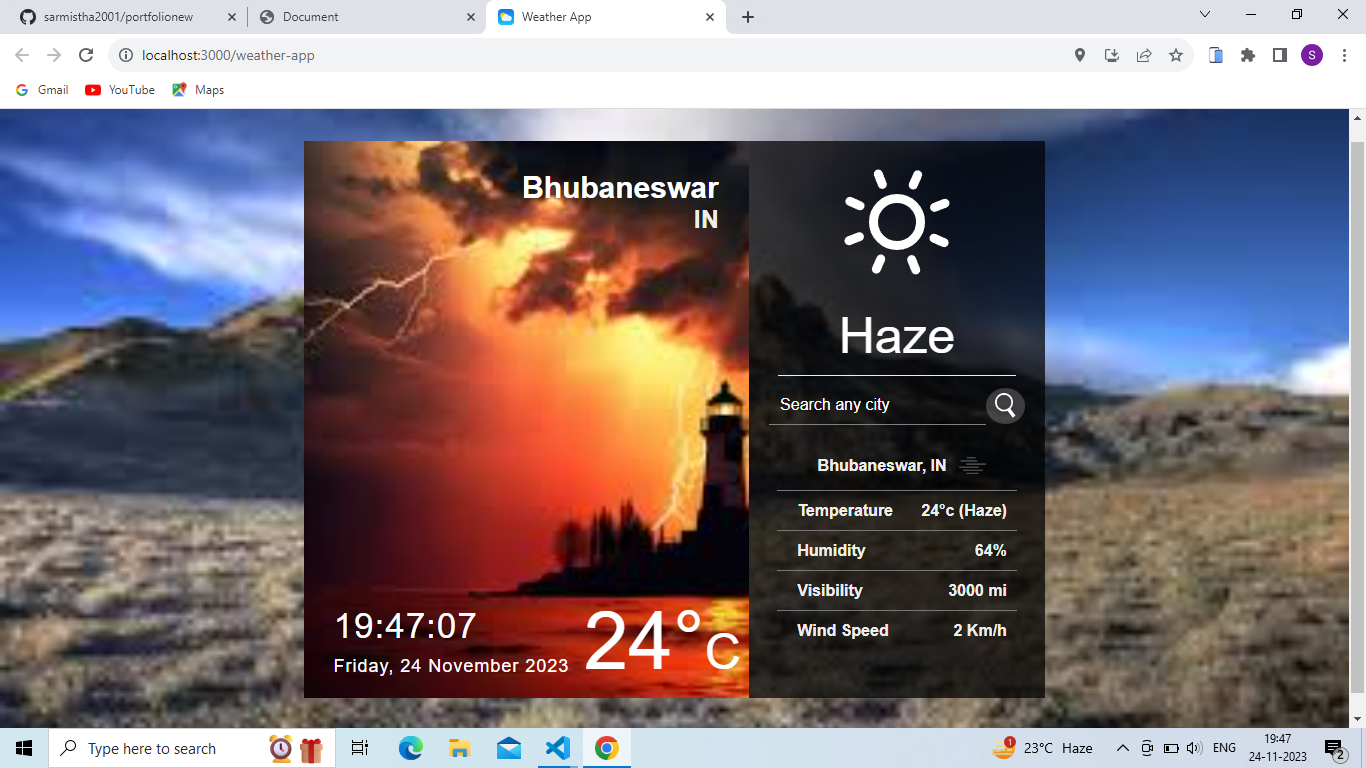 sarmistha2001/portfolionew
Document
Weather App
localhost:3000/weather-app
S
Gmail
YouTube
Maps
Bhubaneswar
IN
Haze
Search any city
Bhubaneswar, IN
Temperature 24°c (Haze)
Humidity 64%
Visibility 3000 mi
Wind Speed 2 Km/h
19:47:07
Friday, 24 November 2023
24°C
Type here to search
1
23°C Haze
ENG
19:47
24-11-2023
2